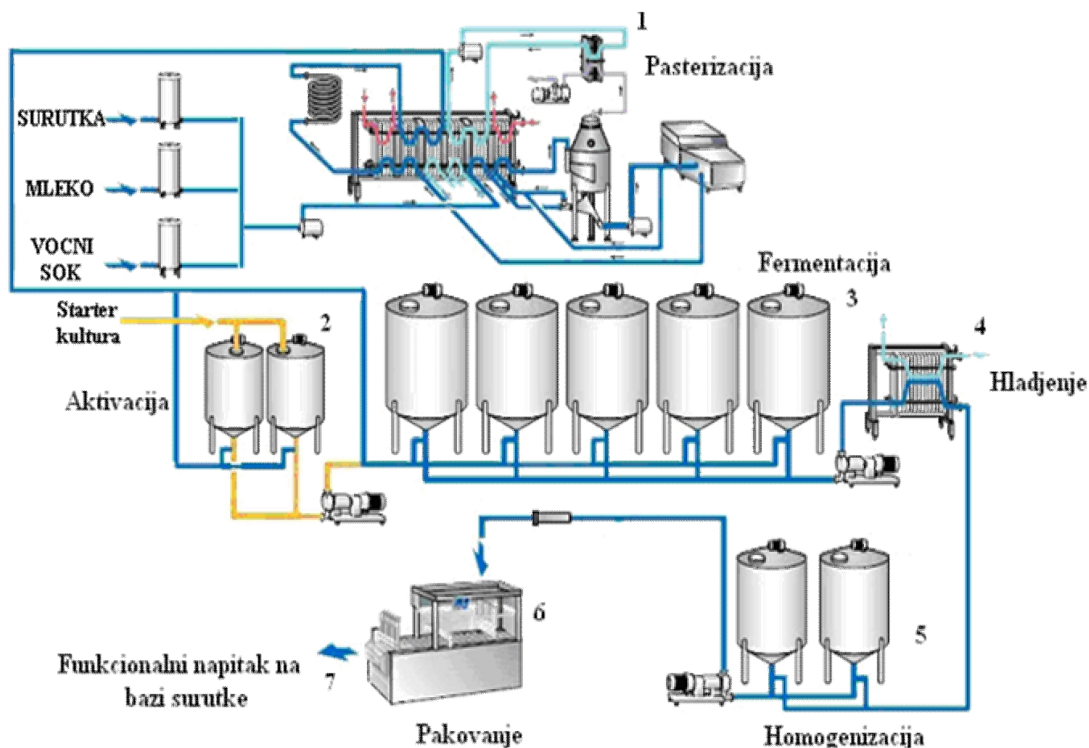 1
Pasterizacija
SURUTKA
MLEKO
VOCNI
SOK
Fermentacija
3
Starter
kultura
2
4
Aktivacija
Hladjenje
6
5
Funkcionalni napitak na
bazi surutke
7
Pakovanje
Homogenizacija